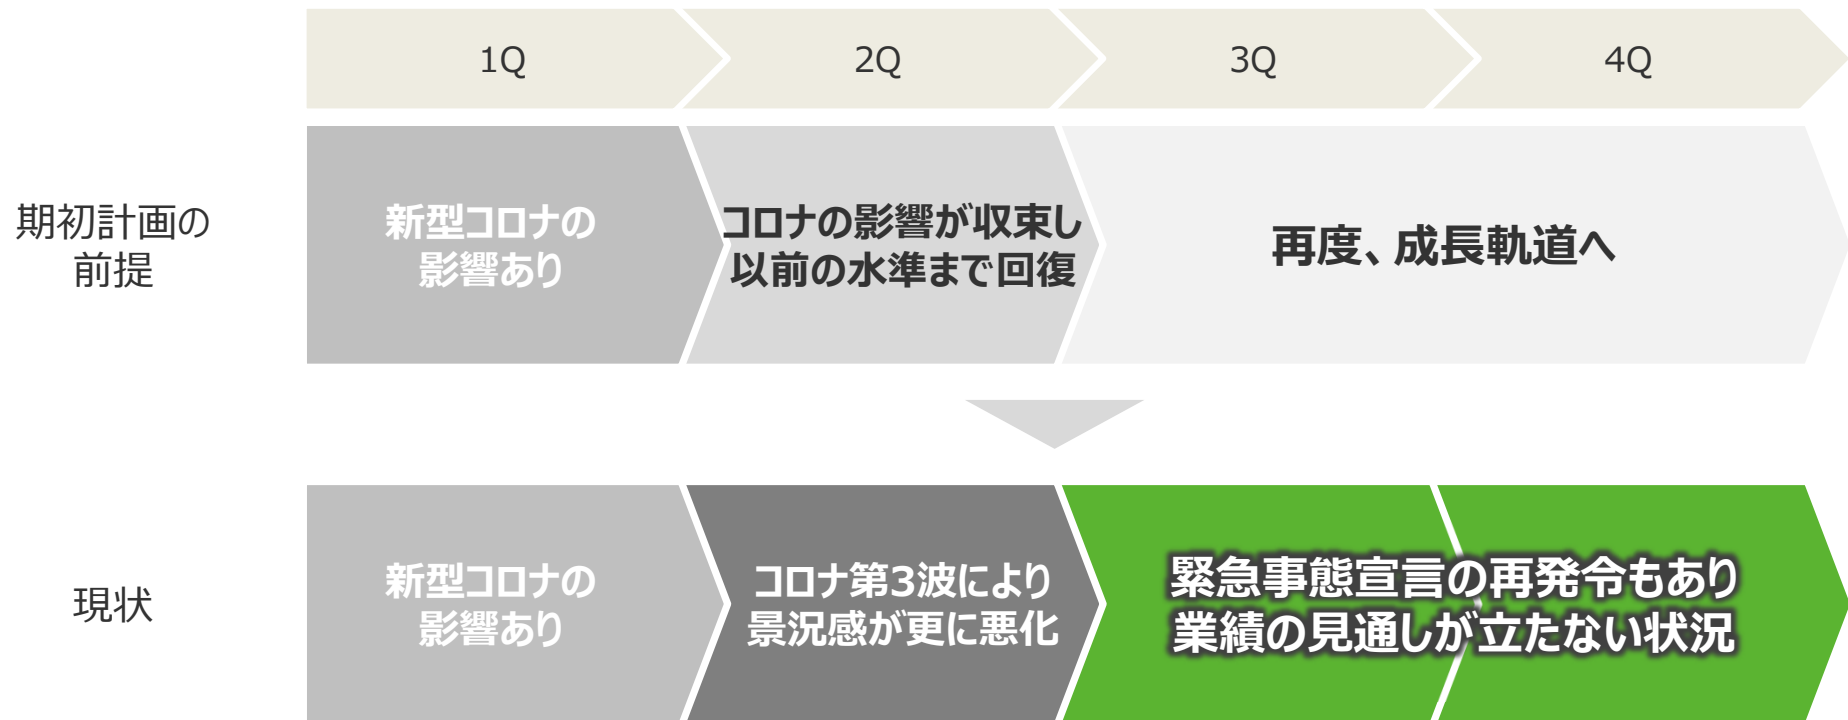 1Q
2Q
3Q
4Q
期初計画の
前提
新型コロナの
影響あり
コロナの影響が収束し
以前の水準まで回復
再度、成長軌道へ
現状
新型コロナの
影響あり
コロナ第3波により
景況感が更に悪化
緊急事態宣言の再発令もあり
業績の見通しが立たない状況